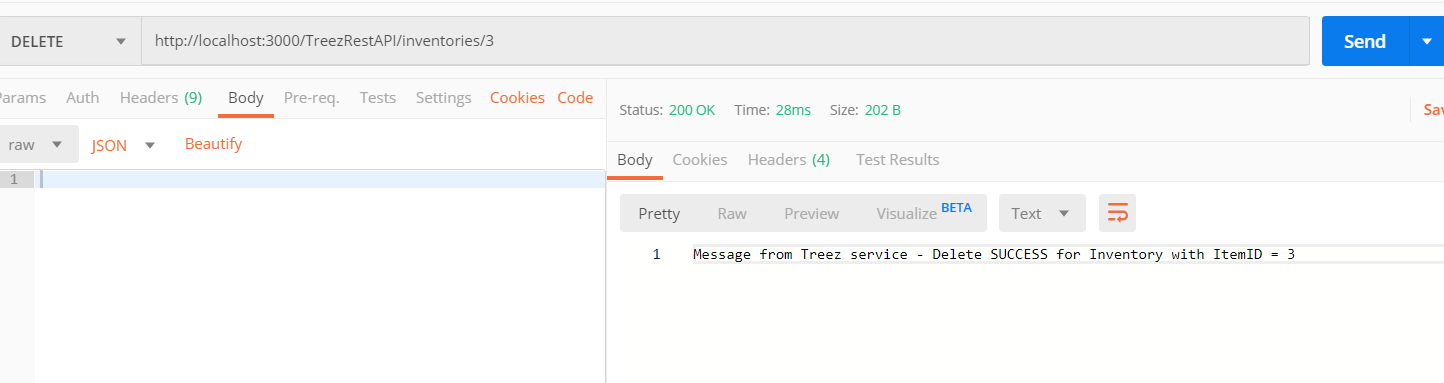 DELETE
http://localhost:3000/TreezRestAPI/inventories/3
Send
Params Auth Headers (9) Body Pre-req. Tests Settings Cookies Code
raw JSON Beautify
1
Status: 200 OK Time: 28ms Size: 202 B Sav
Body Cookies Headers (4) Test Results
Pretty Raw Preview Visualize BETA Text
1 Message from Treez service - Delete SUCCESS for Inventory with ItemID = 3